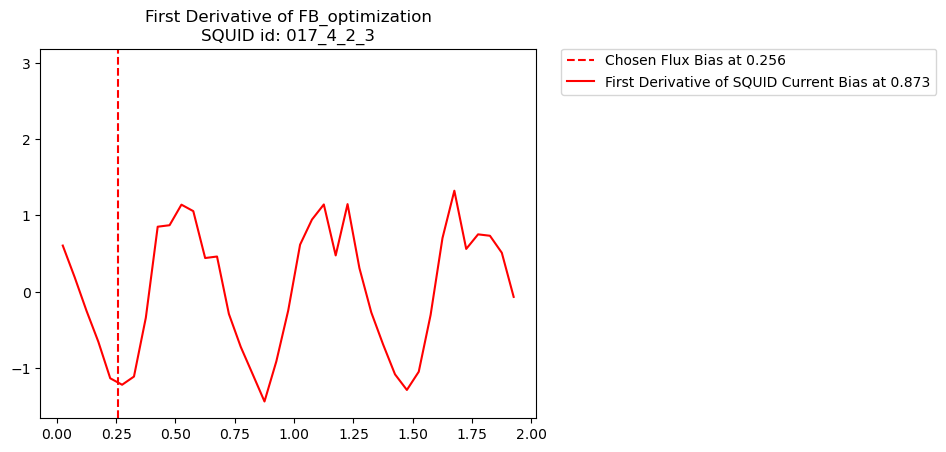 First Derivative of FB_optimization
SQUID id: 017_4_2_3
Chosen Flux Bias at 0.256
First Derivative of SQUID Current Bias at 0.873
3
2
1
0
−1
0.00 0.25 0.50 0.75 1.00 1.25 1.50 1.75 2.00